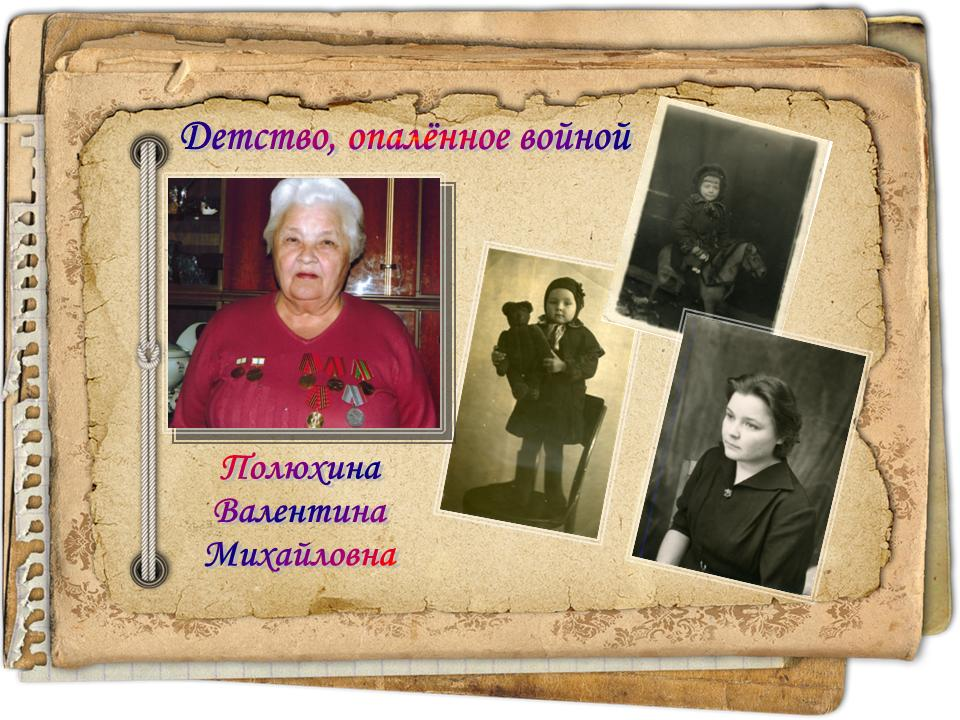 Детство, опалённое войной
Полюхина
Валентина
Михайловна